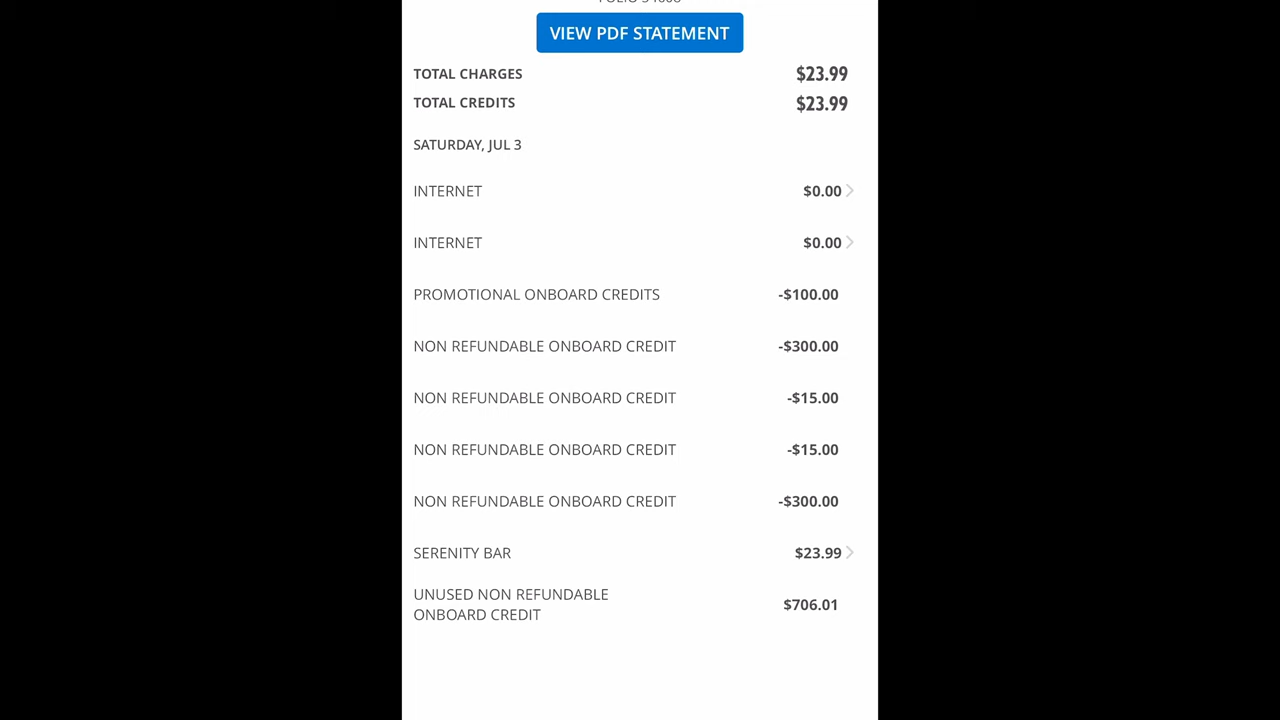 VIEW PDF STATEMENT
TOTAL CHARGES $23.99
TOTAL CREDITS $23.99
SATURDAY, JUL 3
INTERNET $0.00
INTERNET $0.00
PROMOTIONAL ONBOARD CREDITS -$100.00
NON REFUNDABLE ONBOARD CREDIT -$300.00
NON REFUNDABLE ONBOARD CREDIT -$15.00
NON REFUNDABLE ONBOARD CREDIT -$15.00
NON REFUNDABLE ONBOARD CREDIT -$300.00
SERENITY BAR $23.99
UNUSED NON REFUNDABLE
ONBOARD CREDIT $706.01